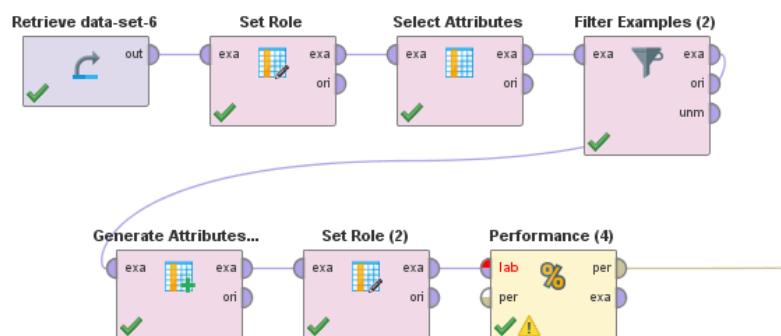 Retrieve data-set-6 Set Role Select Attributes Filter Examples (2)
out exa exa exa exa exa exa
ori ori ori
unm
Generate Attributes... Set Role (2) Performance (4)
exa exa exa exa lab % per
ori ori per exa